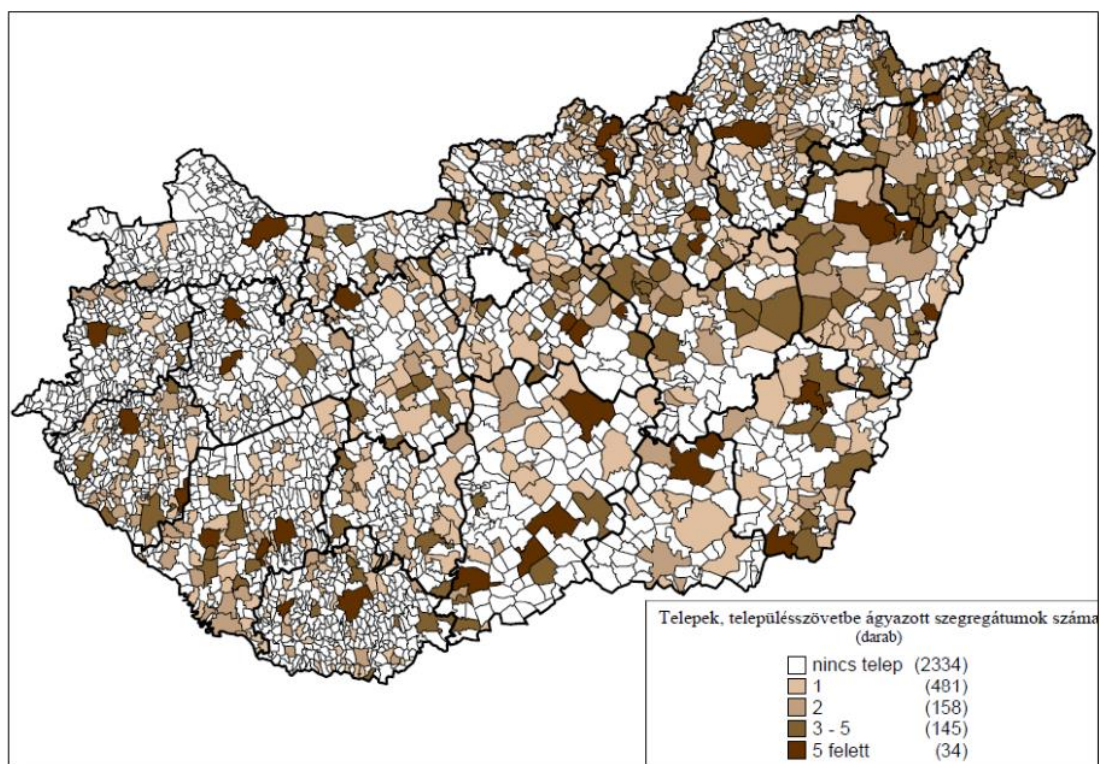 Telepek, településszövetbe ágyazott szegregátumok száma
(darab)
nincs telep (2334)
1 (481)
2 (158)
3 - 5 (145)
5 felett (34)